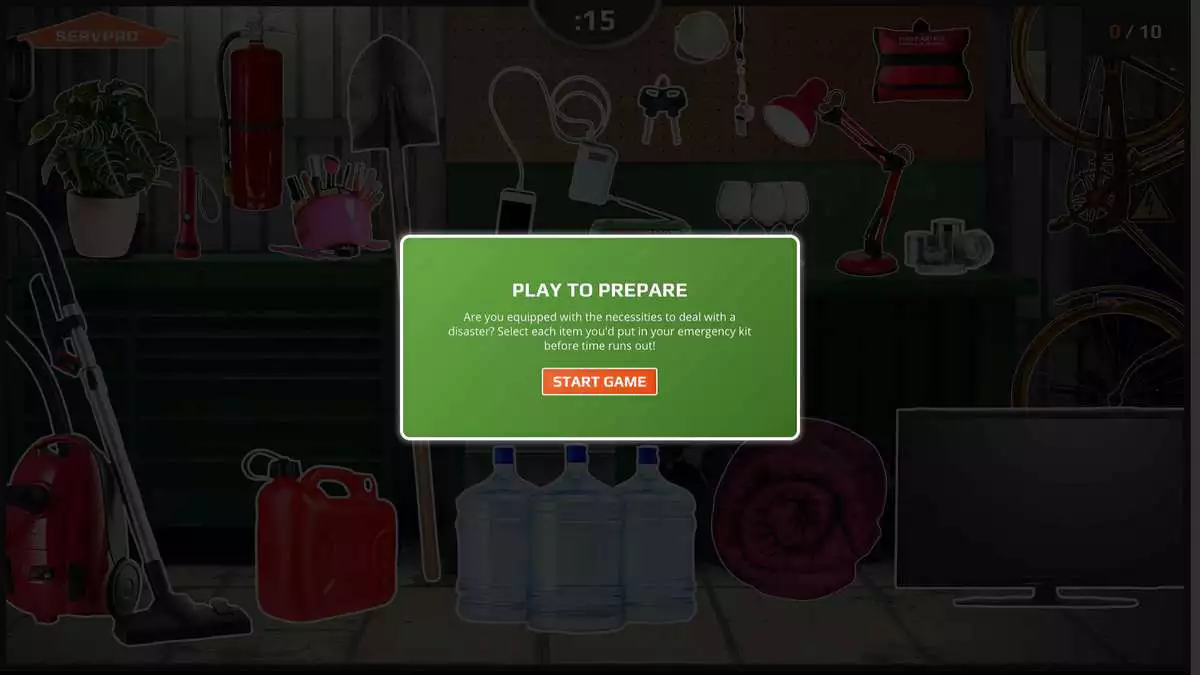 SERVPRO
:15
0 / 10
PLAY TO PREPARE
Are you equipped with the necessities to deal with a
disaster? Select each item you'd put in your emergency kit
before time runs out!
START GAME